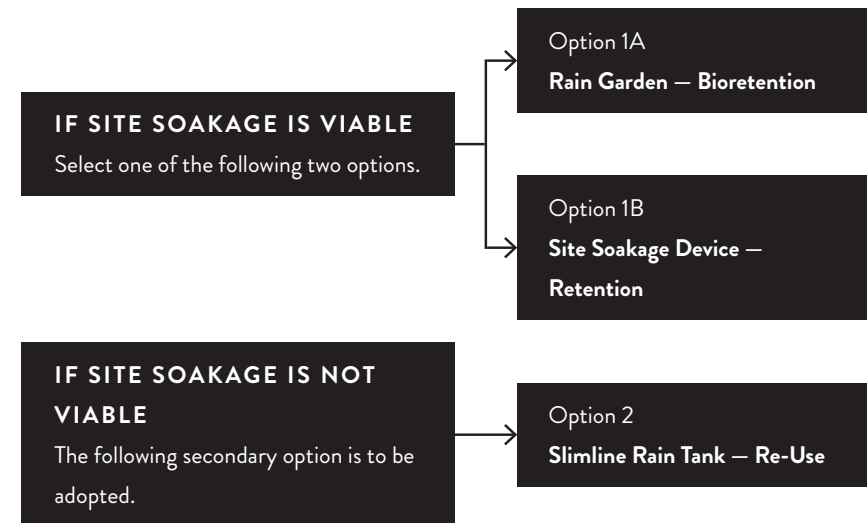 IF SITE SOAKAGE IS VIABLE
Select one of the following two options.
Option 1A
Rain Garden — Bioretention
Option 1B
Site Soakage Device —
Retention
IF SITE SOAKAGE IS NOT
VIABLE
The following secondary option is to be
adopted.
Option 2
Slimline Rain Tank — Re-Use